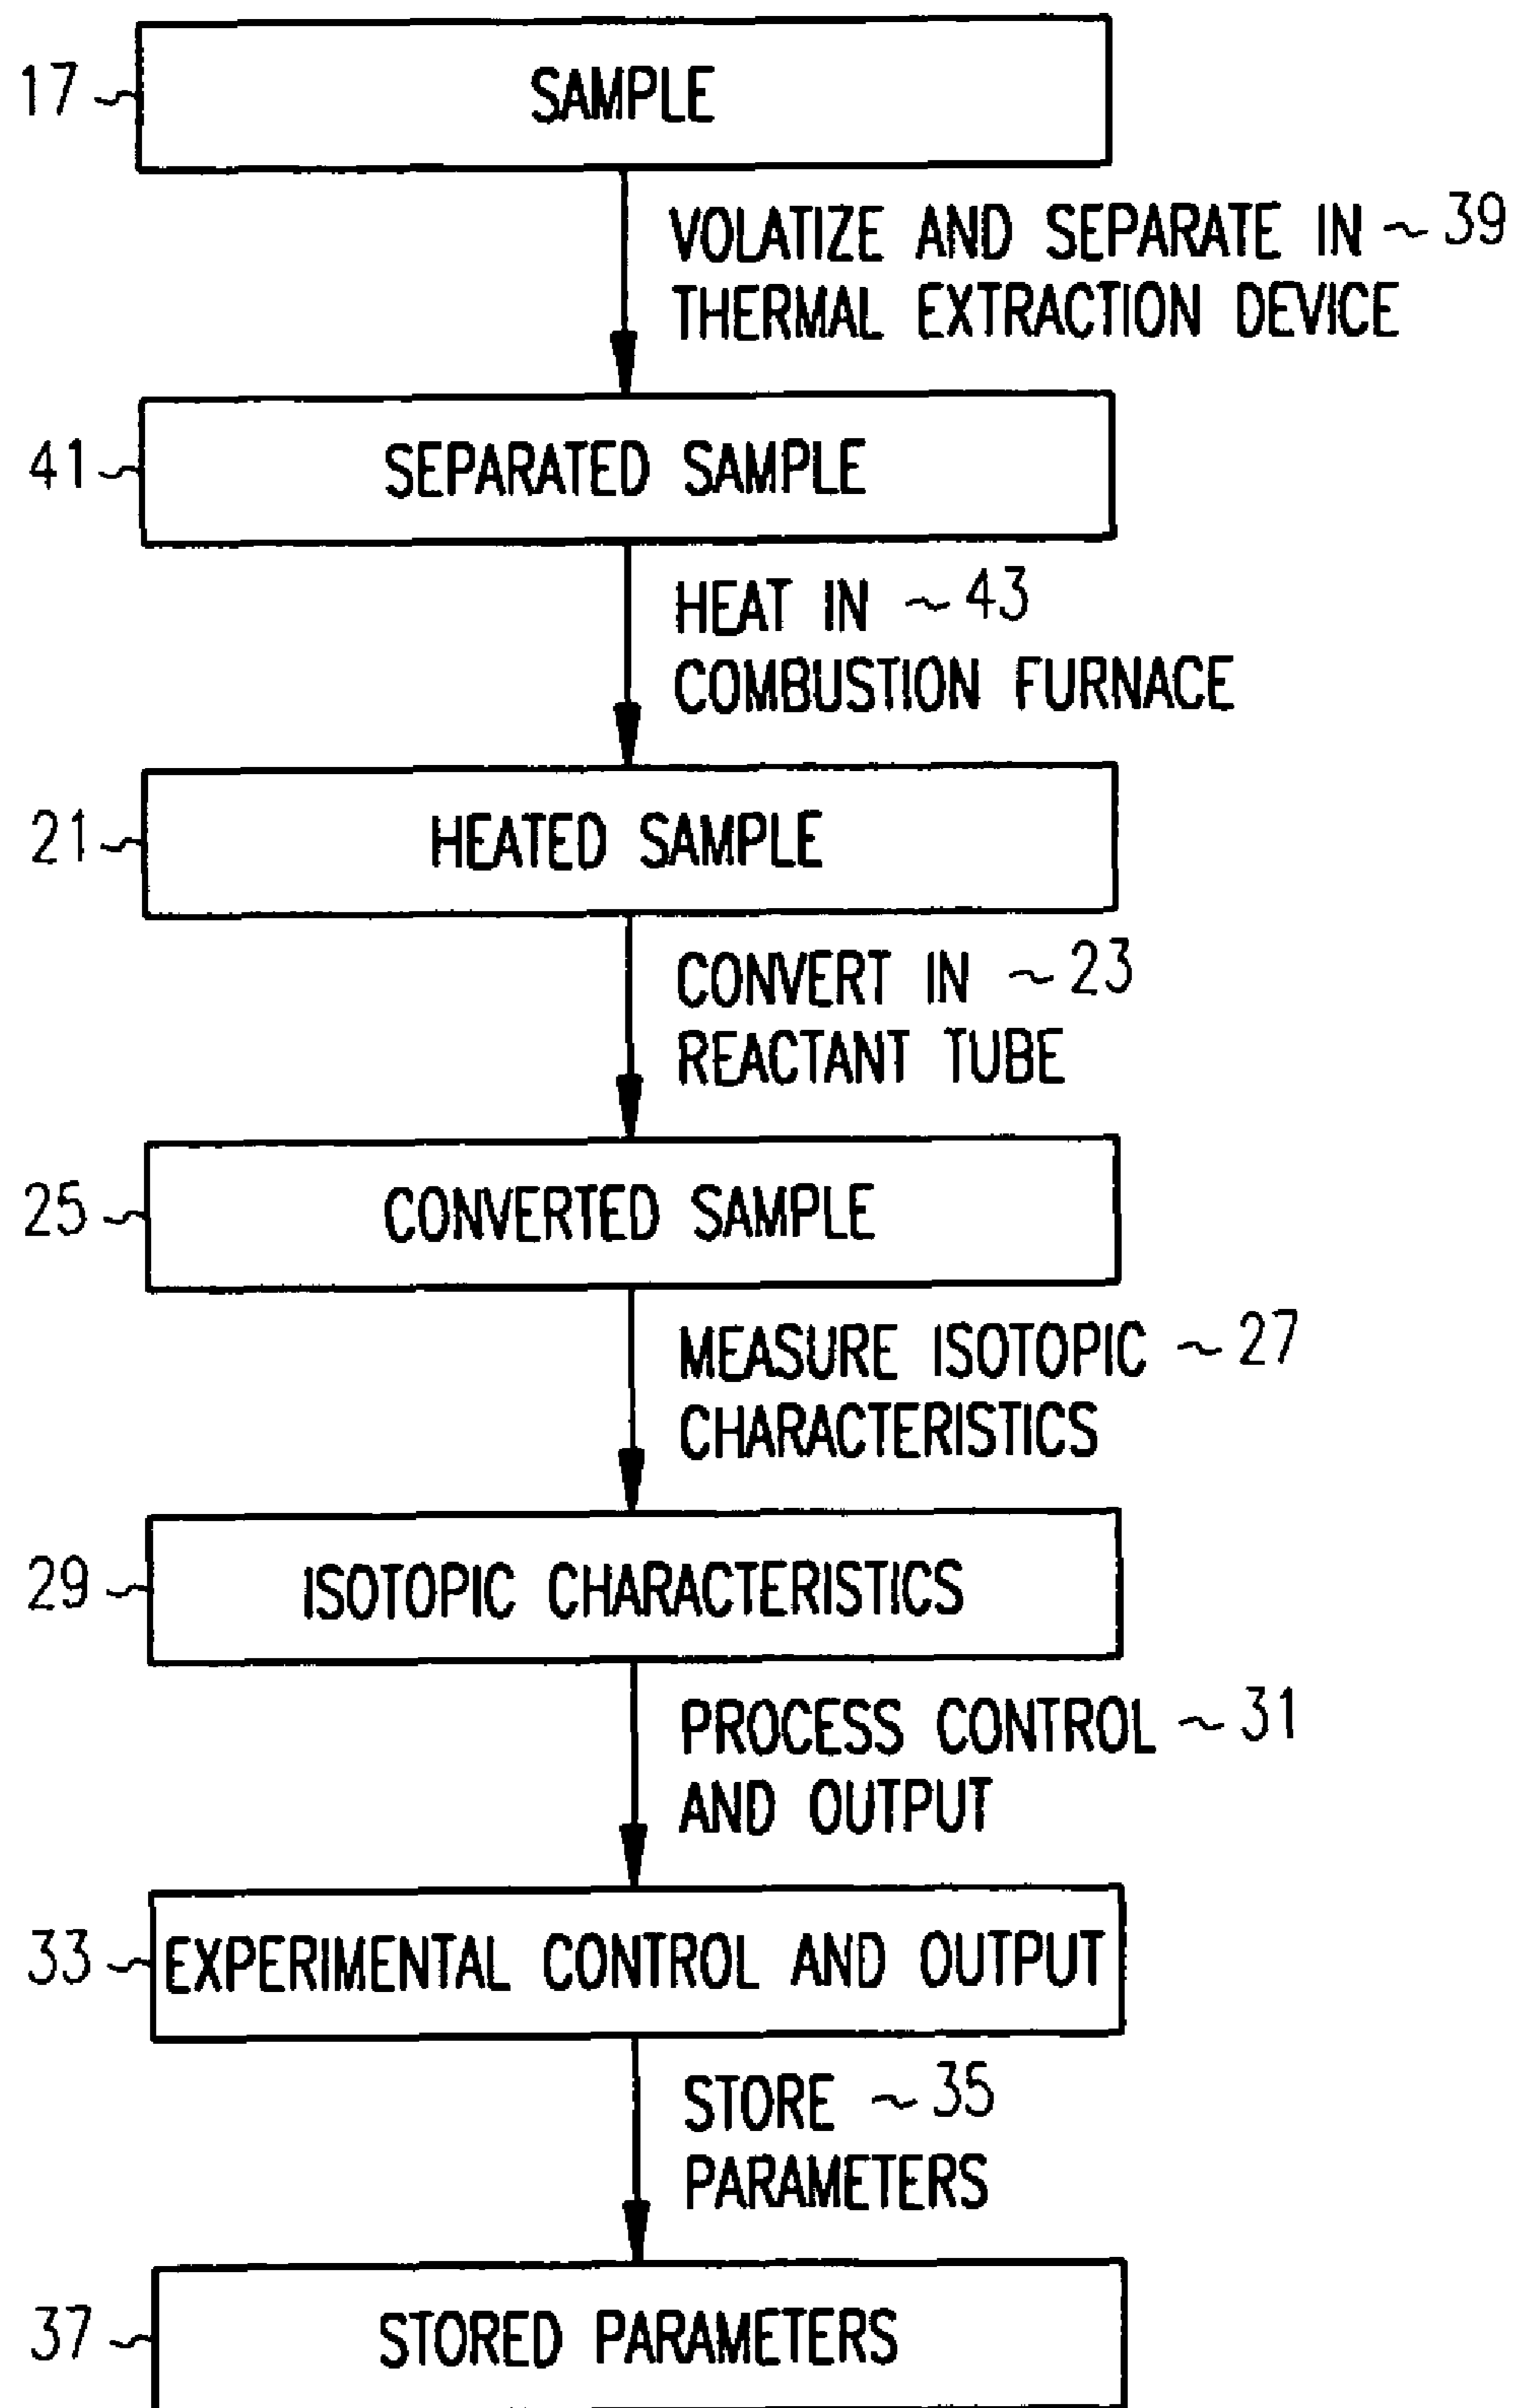 17 SAMPLE
VOLATIZE AND SEPARATE IN ~39
THERMAL EXTRACTION DEVICE
41 SEPARATED SAMPLE
HEAT IN ~43
COMBUSTION FURNACE
21 HEATED SAMPLE
CONVERT IN ~23
REACTANT TUBE
25 CONVERTED SAMPLE
MEASURE ISOTOPIC ~27
CHARACTERISTICS
29 ISOTOPIC CHARACTERISTICS
PROCESS CONTROL ~31
AND OUTPUT
33 EXPERIMENTAL CONTROL AND OUTPUT
STORE ~35
PARAMETERS
37 STORED PARAMETERS